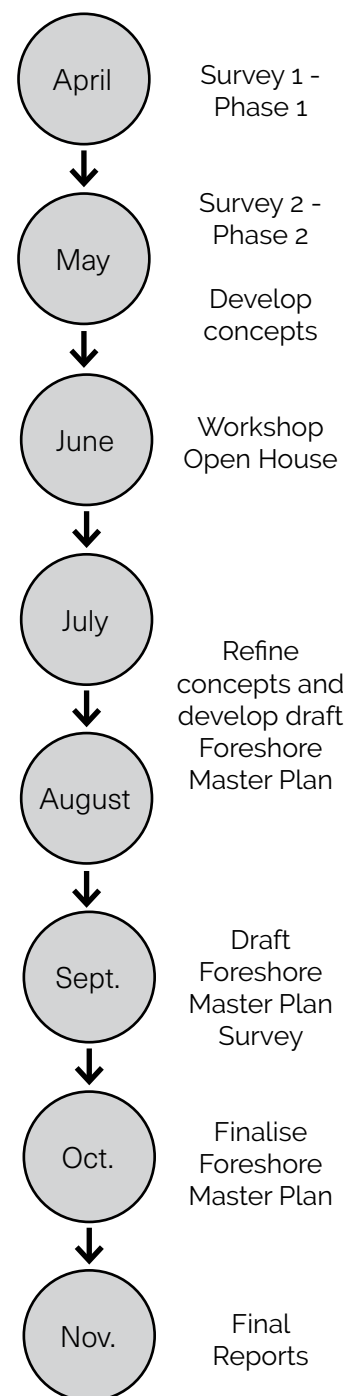 April
Survey 1 -
Phase 1
Survey 2 -
Phase 2
May
Develop
concepts
June
Workshop
Open House
July
Refine
concepts and
develop draft
Foreshore
Master Plan
August
Sept.
Draft
Foreshore
Master Plan
Survey
Oct.
Finalise
Foreshore
Master Plan
Nov.
Final
Reports